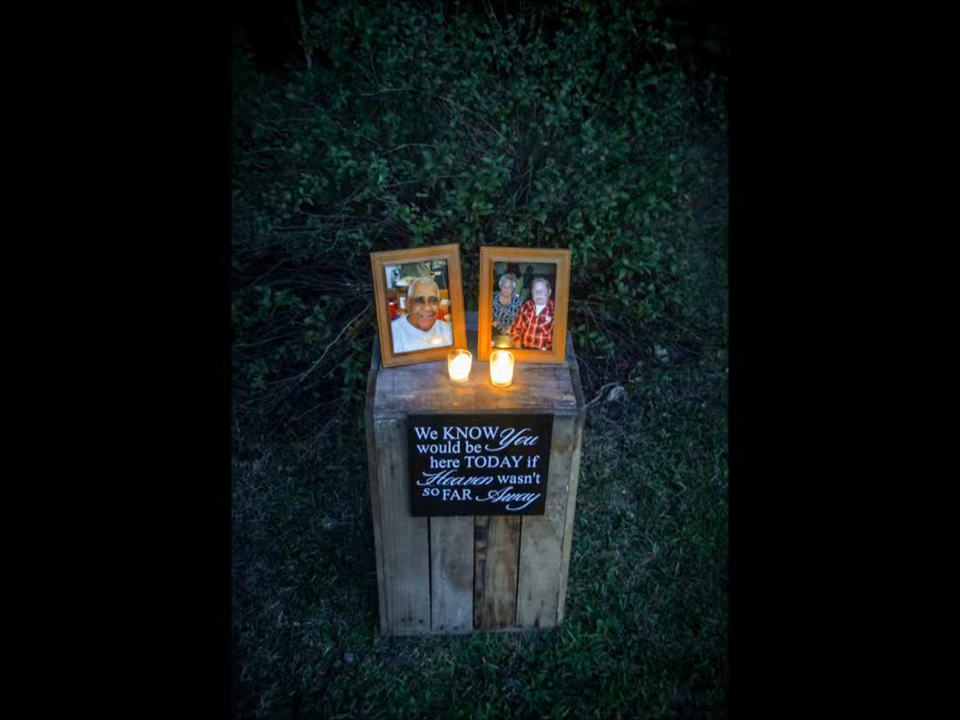 We KNOW You
would be
here TODAY if
Heaven wasn't
so FAR Away